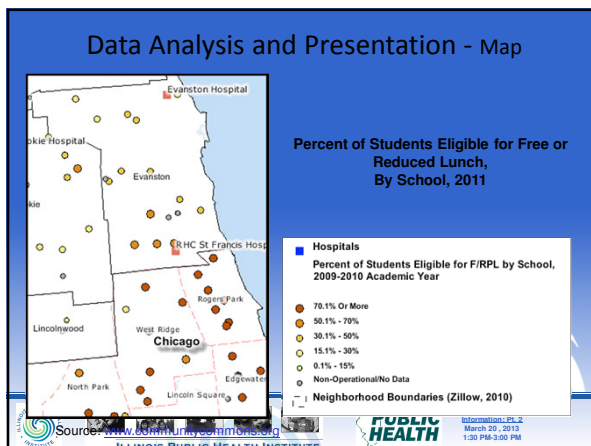 Data Analysis and Presentation - Map
Evanston Hospital
okie Hospital
Evanston
okie
RHC St Francis Hosp
Rogers Park
Lincolnwood
West Ridge
Chicago
Edgewater
North Park
Lincoln Square
Percent of Students Eligible for Free or
Reduced Lunch,
By School, 2011
Hospitals
Percent of Students Eligible for F/RPL by School,
2009-2010 Academic Year
70.1% Or More
50.1% - 70%
30.1% - 50%
15.1% - 30%
0.1% - 15%
Non-Operational/No Data
Neighborhood Boundaries (Zillow, 2010)
Source: www.communitycommons.org
ILLINOIS PUBLIC HEALTH INSTITUTE
PUBLIC
HEALTH
Information: Pt. 2
March 20 , 2013
1:30 PM-3:00 PM